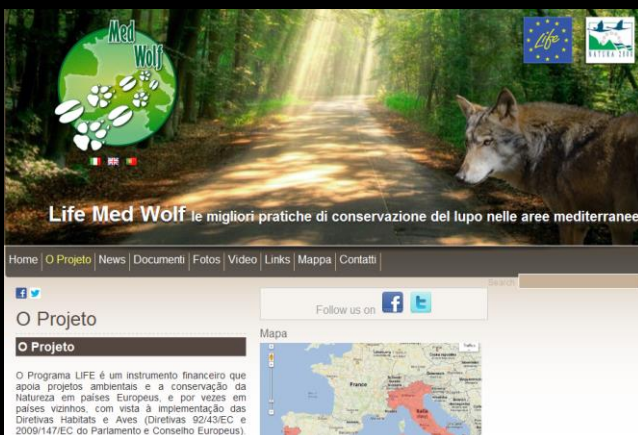 Med
Wolf
Life
NATURA 2000
Life Med Wolf le migliori pratiche di conservazione del lupo nelle aree mediterranee
Home O Projeto News Documenti Fotos Video Links Mappa Contatti
Search
Follow us on
O Projeto
Mapa
O Projeto
O Programa LIFE é um instrumento financeiro que
apoia projetos ambientais e a conservação da
Natureza em países Europeus, e por vezes em
países vizinhos, com vista à implementação das
Diretivas Habitats e Aves (Diretivas 92/43/EC e
2009/147/EC do Parlamento e Conselho Europeus).
France
Italia